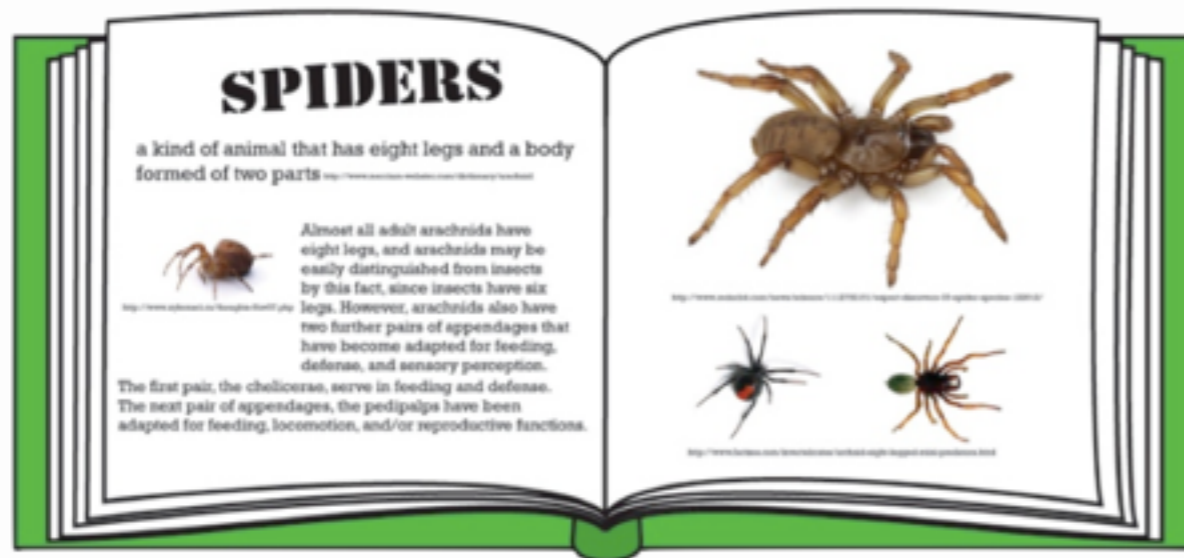 SPIDERS
a kind of animal that has eight legs and a body
formed of two parts
Almost all adult arachnids have
eight legs, and arachnids may be
easily distinguished from insects
by this fact, since insects have six
legs. However, arachnids also have
two further pairs of appendages that
have become adapted for feeding,
defense, and sensory perception.
The first pair, the chelicerae, serve in feeding and defense.
The next pair of appendages, the pedipalps have been
adapted for feeding, locomotion, and/or reproductive functions.